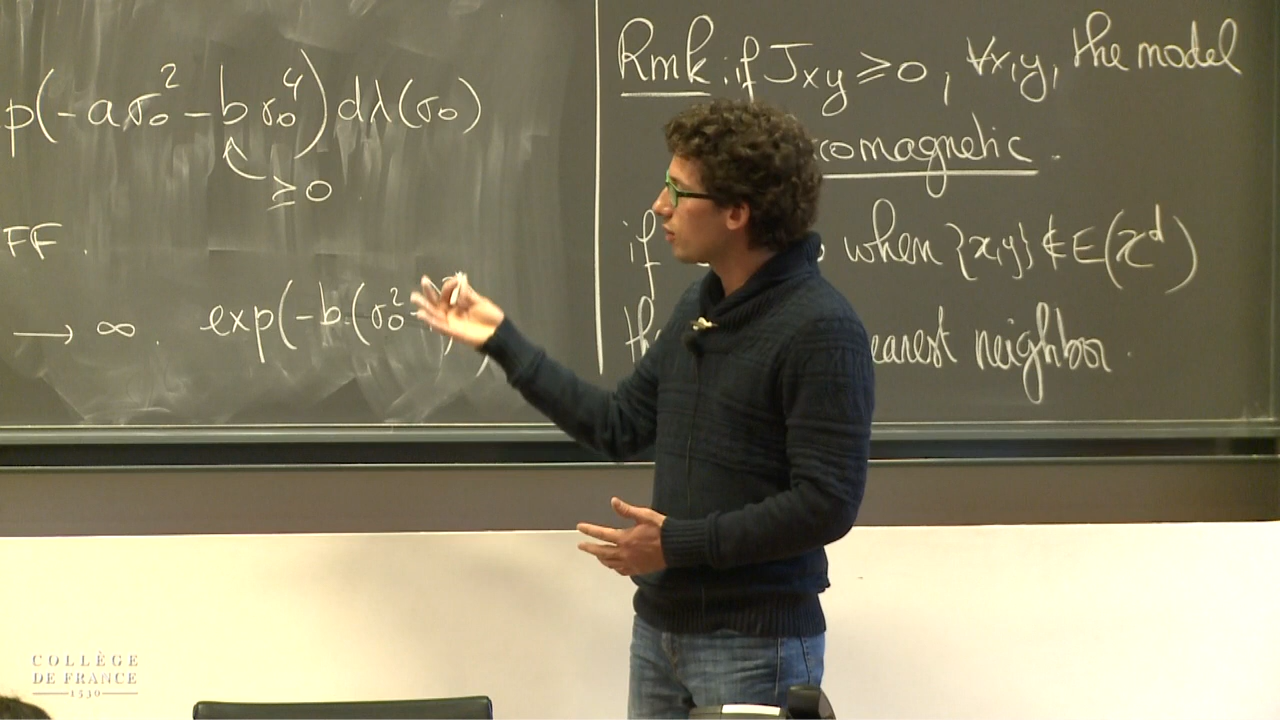 p(-aσ₀² - bσ₀⁴)dλ(σ₀)
≥0
FF.
→ ∞. exp(-b(σ₀²
Rmk: if Jxy ≥ 0, ∀x,y, the model
omagnetic.
if when {x,y} ∉ E(ℤᵈ)
th earest neighbor.
COLLÈGE
DE FRANCE
1530